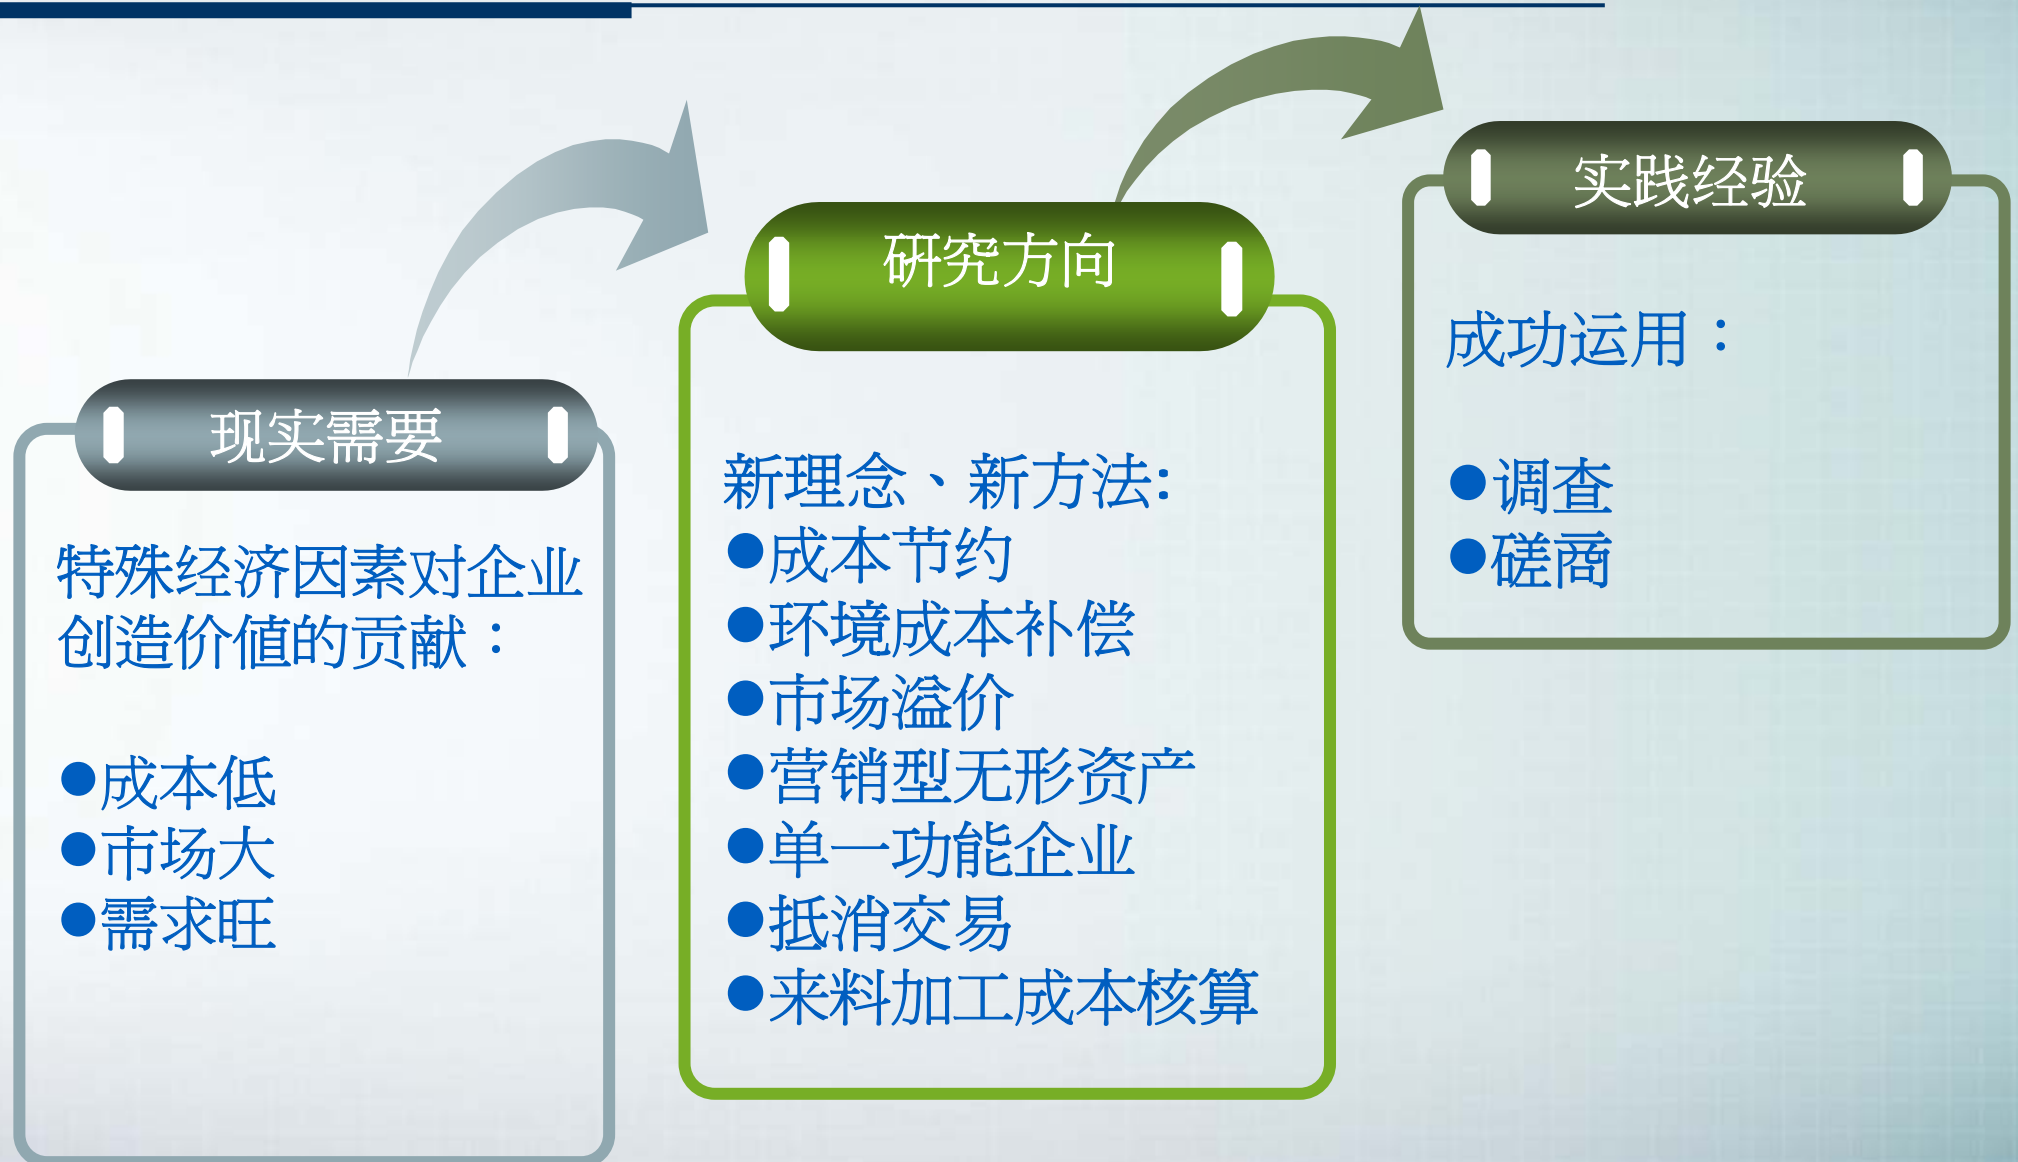 现实需要
特殊经济因素对企业
创造价值的贡献：
●成本低
●市场大
●需求旺
研究方向
新理念、新方法:
●成本节约
●环境成本补偿
●市场溢价
●营销型无形资产
●单一功能企业
●抵消交易
●来料加工成本核算
实践经验
成功运用：
●调查
●磋商